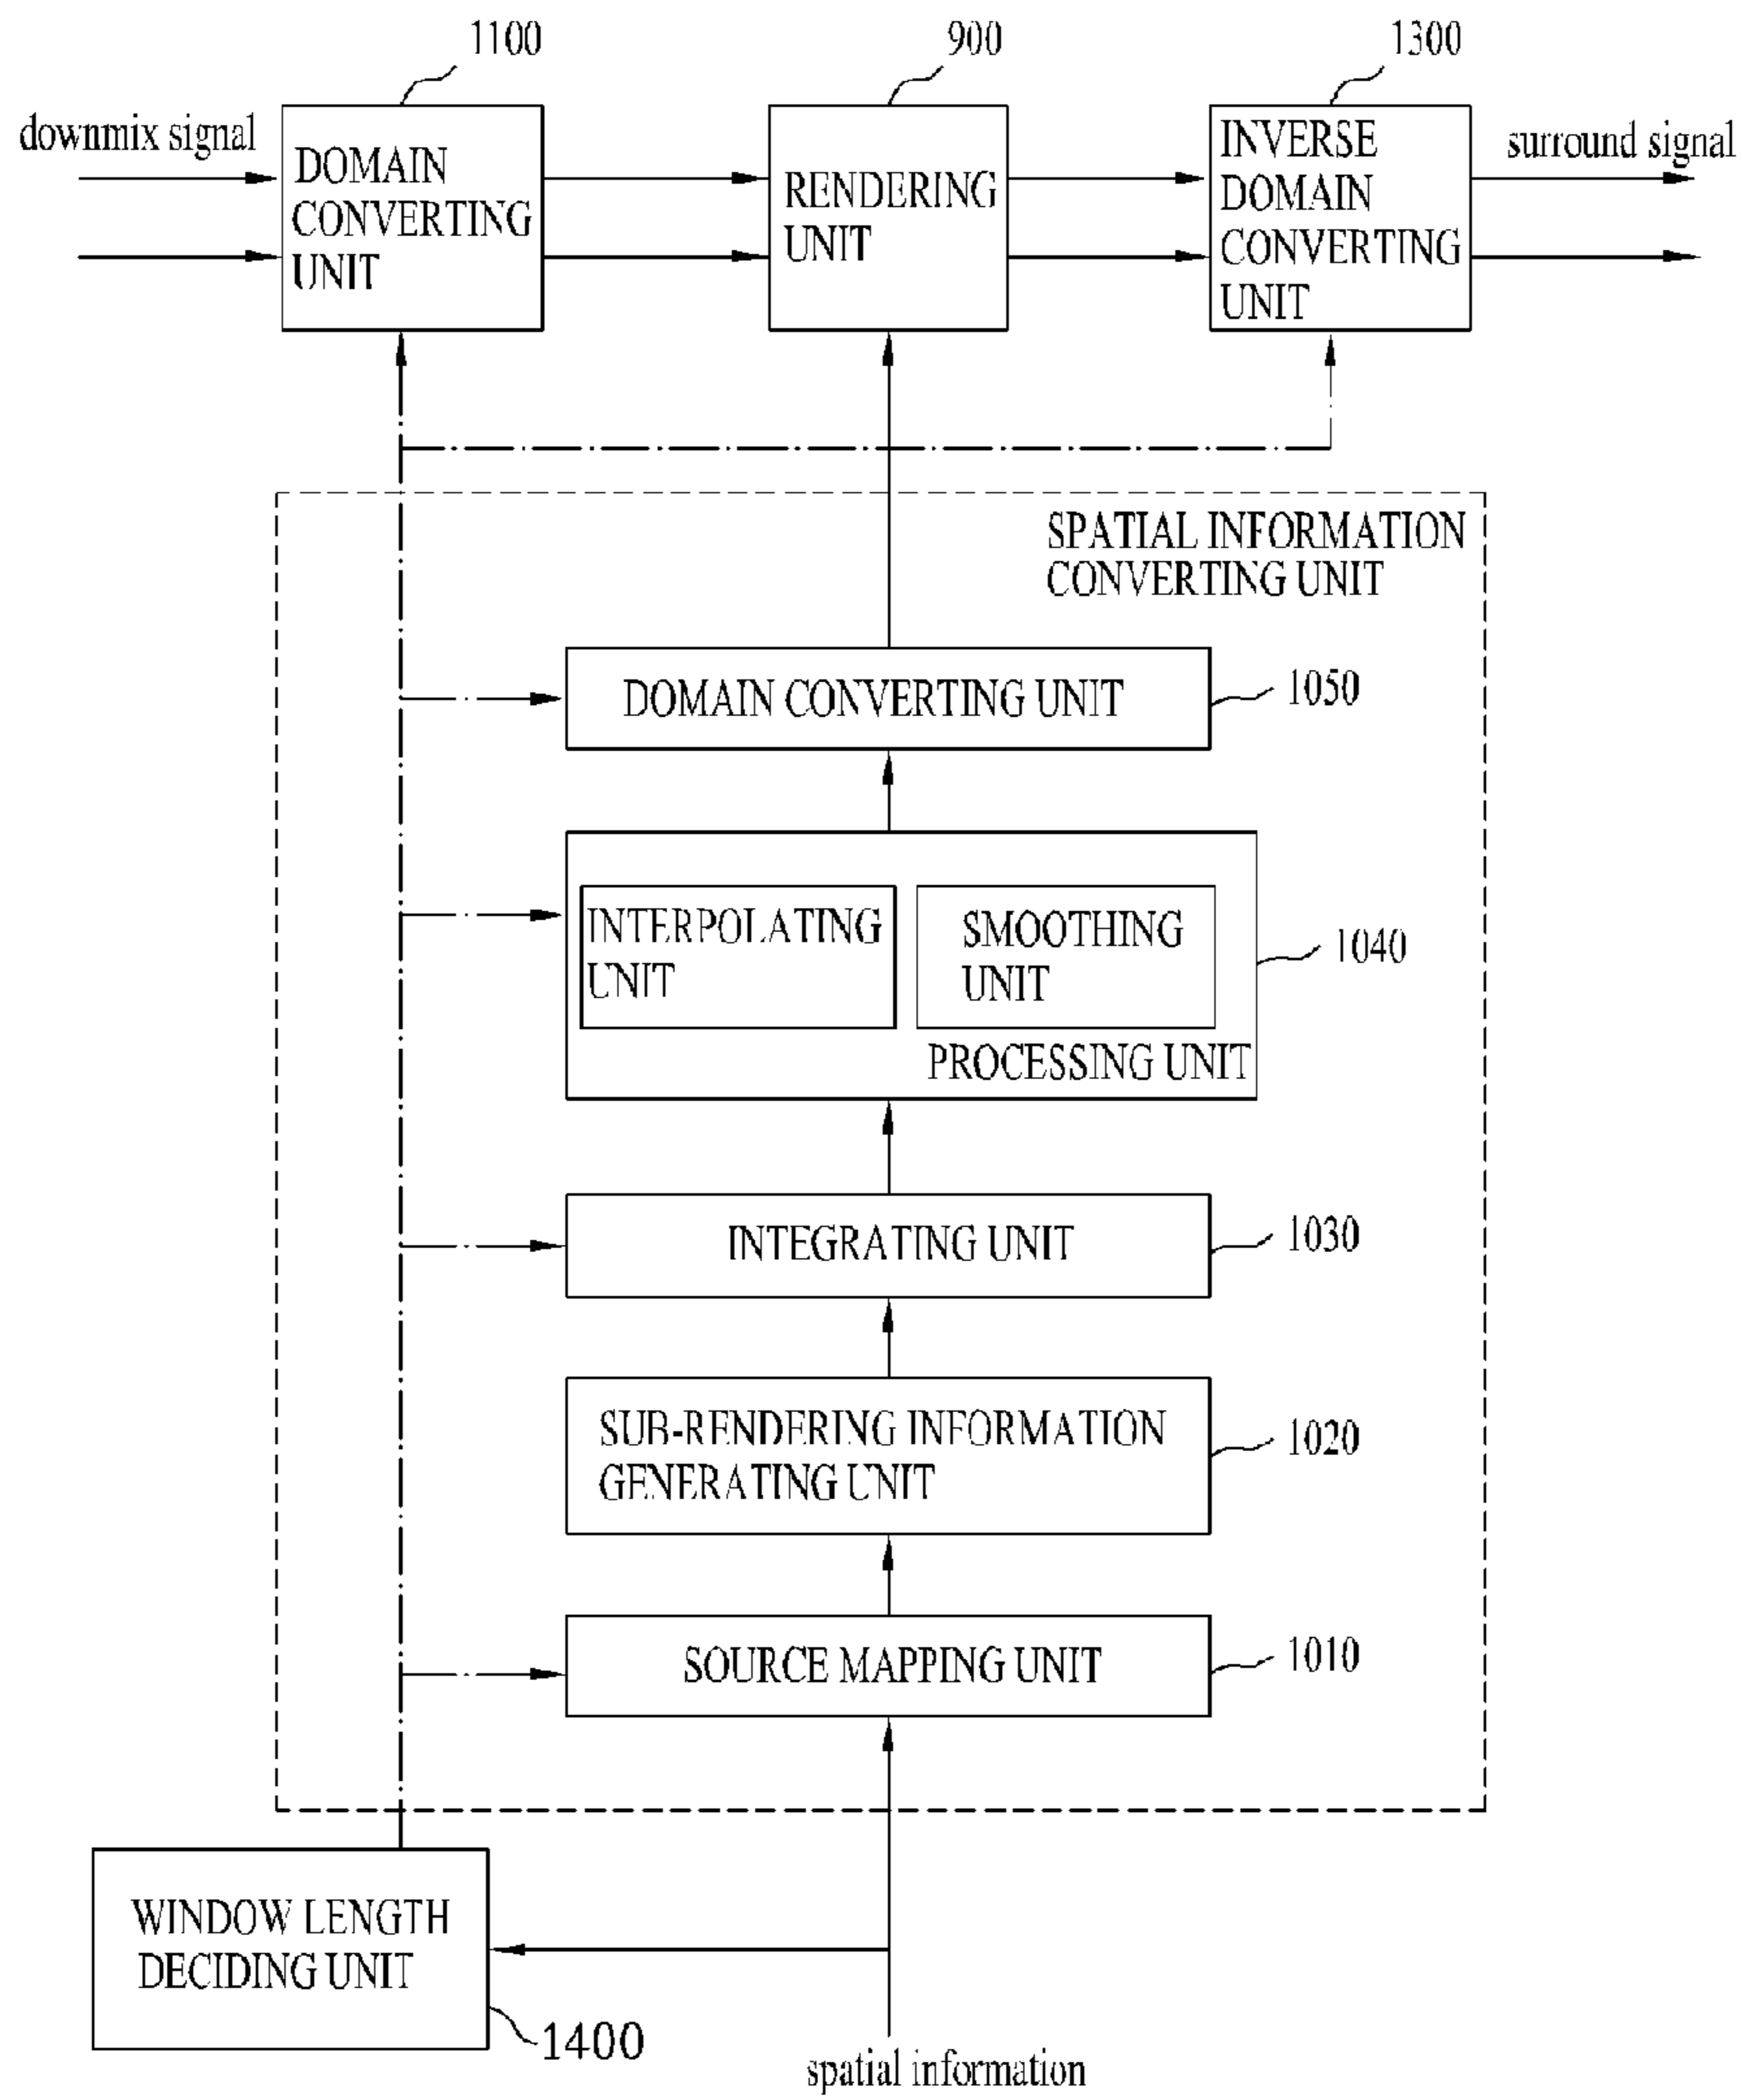 1100
900
1300
downmix signal
DOMAIN
CONVERTING
UNIT
RENDERING
UNIT
INVERSE
DOMAIN
CONVERTING
UNIT
surround signal
SPATIAL INFORMATION
CONVERTING UNIT
DOMAIN CONVERTING UNIT
1050
INTERPOLATING
UNIT
SMOOTHING
UNIT
1040
PROCESSING UNIT
INTEGRATING UNIT
1030
SUB-RENDERING INFORMATION
GENERATING UNIT
1020
SOURCE MAPPING UNIT
1010
WINDOW LENGTH
DECIDING UNIT
1400
spatial information